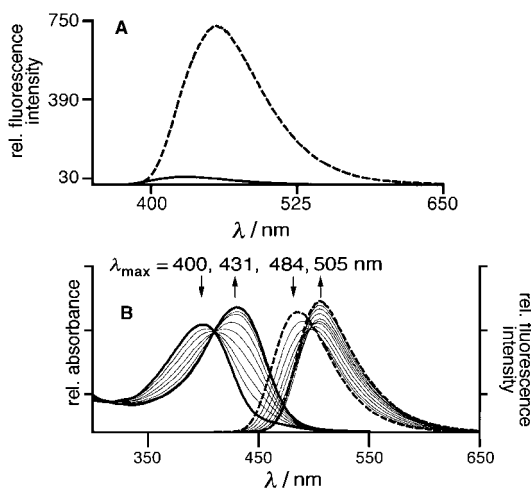 A
750
390
30
rel. fluorescence
intensity
400
525
650
λ / nm
λmax = 400, 431, 484, 505 nm
B
rel. absorbance
rel. fluorescence
intensity
350
450
550
650
λ / nm